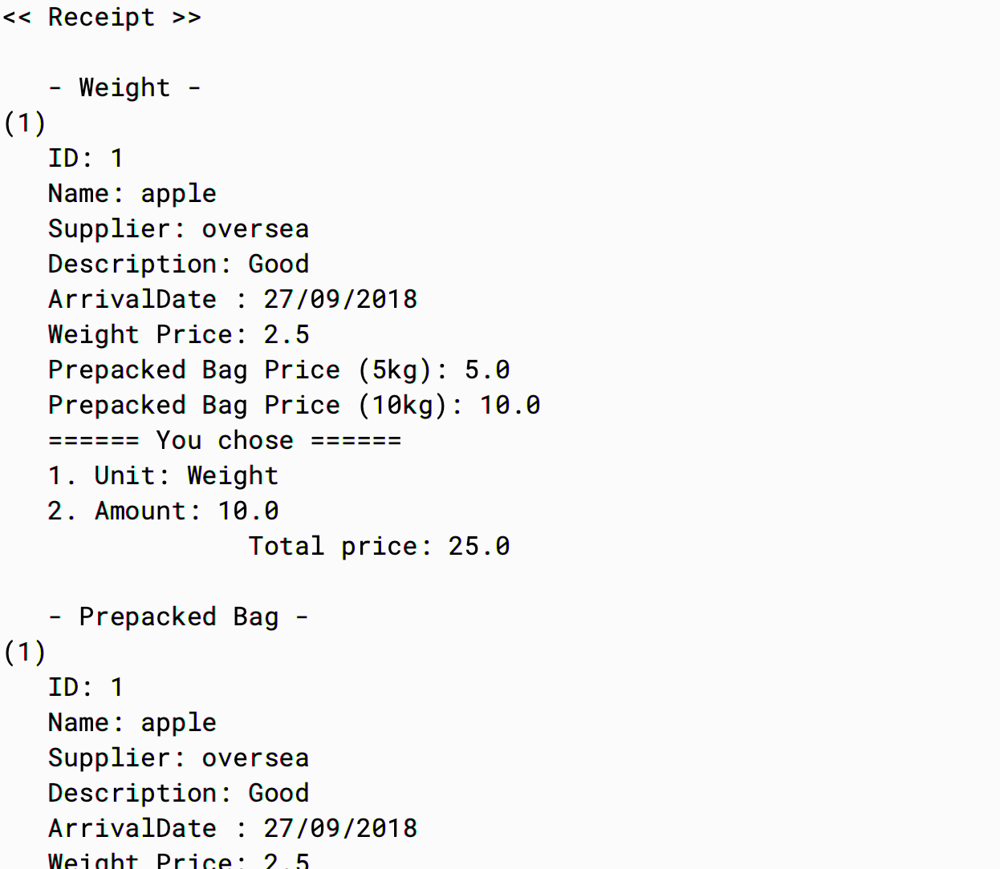 << Receipt >>
- Weight -
(1)
ID: 1
Name: apple
Supplier: oversea
Description: Good
ArrivalDate : 27/09/2018
Weight Price: 2.5
Prepacked Bag Price (5kg): 5.0
Prepacked Bag Price (10kg): 10.0
====== You chose ======
1. Unit: Weight
2. Amount: 10.0
Total price: 25.0
- Prepacked Bag -
(1)
ID: 1
Name: apple
Supplier: oversea
Description: Good
ArrivalDate : 27/09/2018
Weight Price: 2.5